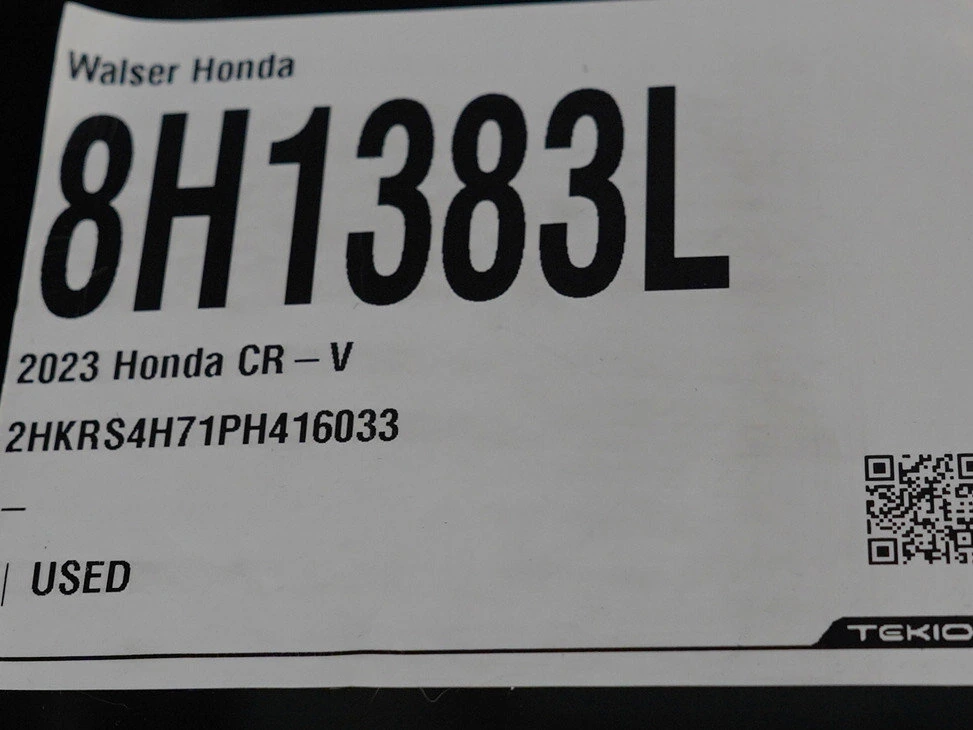 Walser Honda
8H1383L
2023 Honda CR – V
2HKRS4H71PH416033
–
| USED
TEKIO